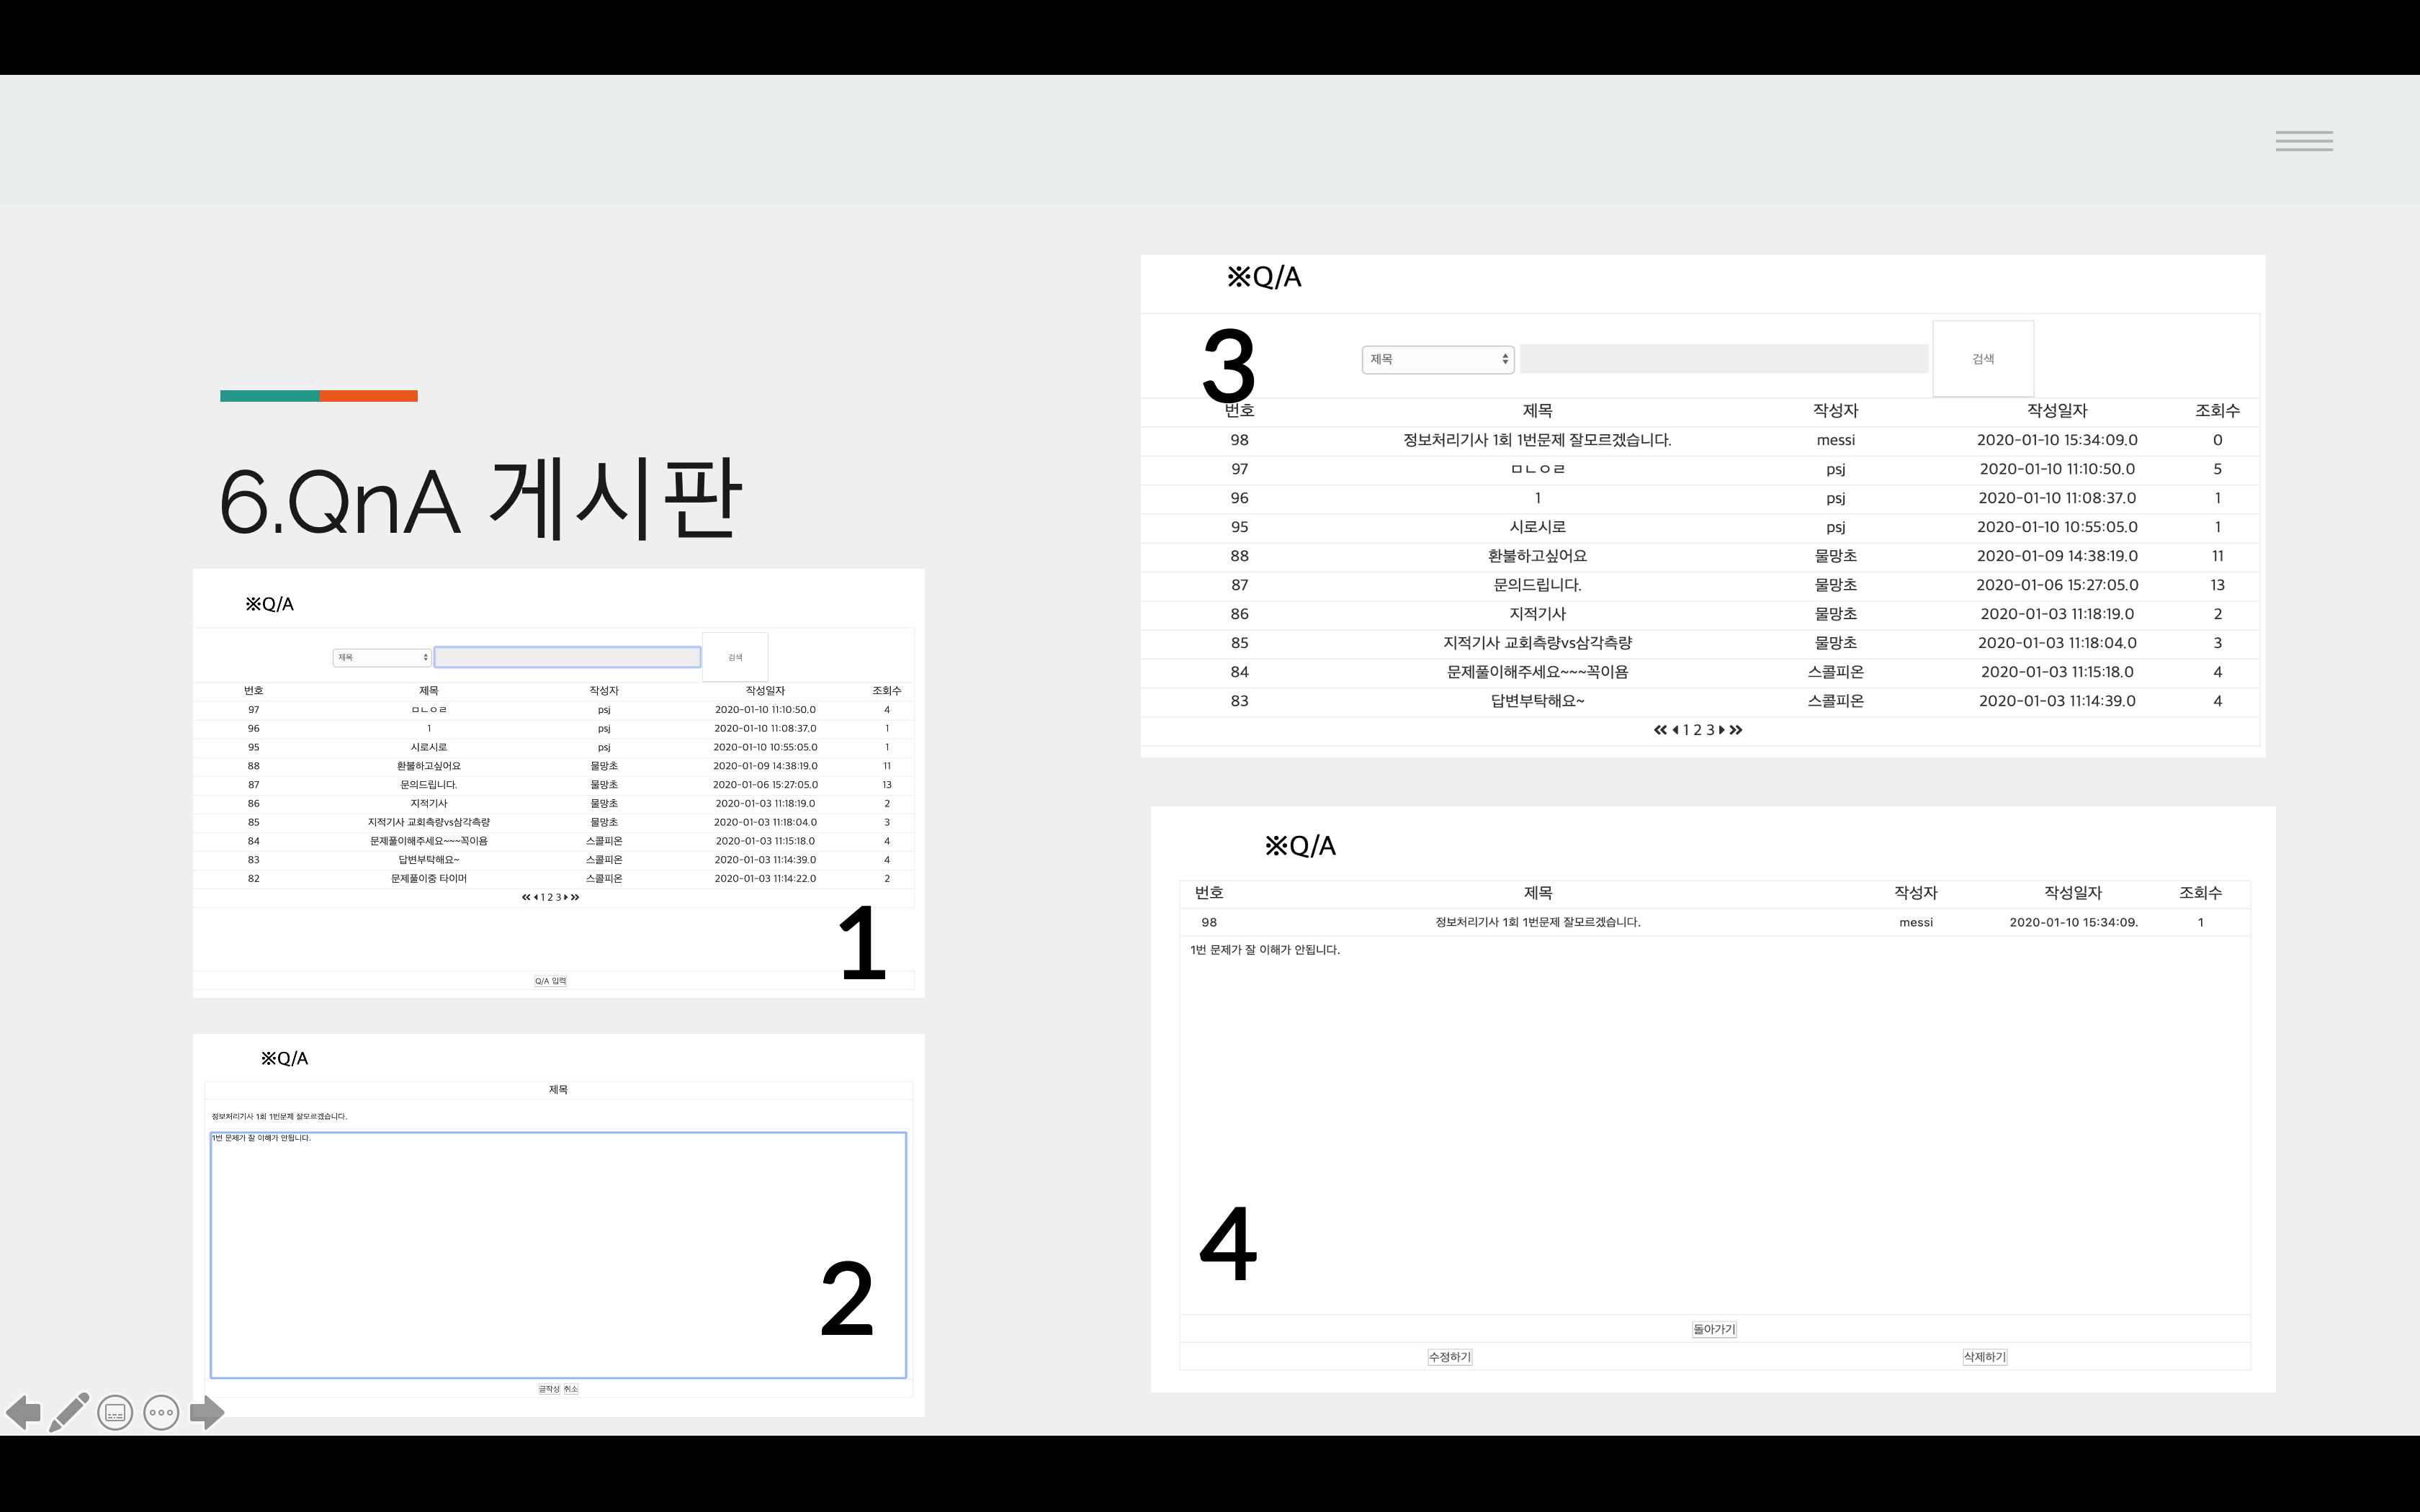 6.QnA 게시판
※Q/A
제목 검색
번호 제목 작성자 작성일자 조회수
97 ㅁㄴㅇㄹ psj 2020-01-10 11:10:50.0 4
96 1 psj 2020-01-10 11:08:37.0 1
95 시로시로 psj 2020-01-10 10:55:05.0 1
88 환불하고싶어요 물망초 2020-01-09 14:38:19.0 11
87 문의드립니다. 물망초 2020-01-06 15:27:05.0 13
86 지적기사 물망초 2020-01-03 11:18:19.0 2
85 지적기사 교회측량vs삼각측량 물망초 2020-01-03 11:18:04.0 3
84 문제풀이해주세요~~~꼭이욤 스콜피온 2020-01-03 11:15:18.0 4
83 답변부탁해요~ 스콜피온 2020-01-03 11:14:39.0 4
82 문제풀이중 타이머 스콜피온 2020-01-03 11:14:22.0 2
1 2 3
1
Q/A 입력
※Q/A
제목
정보처리기사 1회 1번문제 잘모르겠습니다.
1번 문제가 잘 이해가 안됩니다.
2
글작성 취소
※Q/A
3
제목 검색
번호 제목 작성자 작성일자 조회수
98 정보처리기사 1회 1번문제 잘모르겠습니다. messi 2020-01-10 15:34:09.0 0
97 ㅁㄴㅇㄹ psj 2020-01-10 11:10:50.0 5
96 1 psj 2020-01-10 11:08:37.0 1
95 시로시로 psj 2020-01-10 10:55:05.0 1
88 환불하고싶어요 물망초 2020-01-09 14:38:19.0 11
87 문의드립니다. 물망초 2020-01-06 15:27:05.0 13
86 지적기사 물망초 2020-01-03 11:18:19.0 2
85 지적기사 교회측량vs삼각측량 물망초 2020-01-03 11:18:04.0 3
84 문제풀이해주세요~~~꼭이욤 스콜피온 2020-01-03 11:15:18.0 4
83 답변부탁해요~ 스콜피온 2020-01-03 11:14:39.0 4
1 2 3
※Q/A
번호 제목 작성자 작성일자 조회수
98 정보처리기사 1회 1번문제 잘모르겠습니다. messi 2020-01-10 15:34:09. 1
1번 문제가 잘 이해가 안됩니다.
4
돌아가기
수정하기 삭제하기